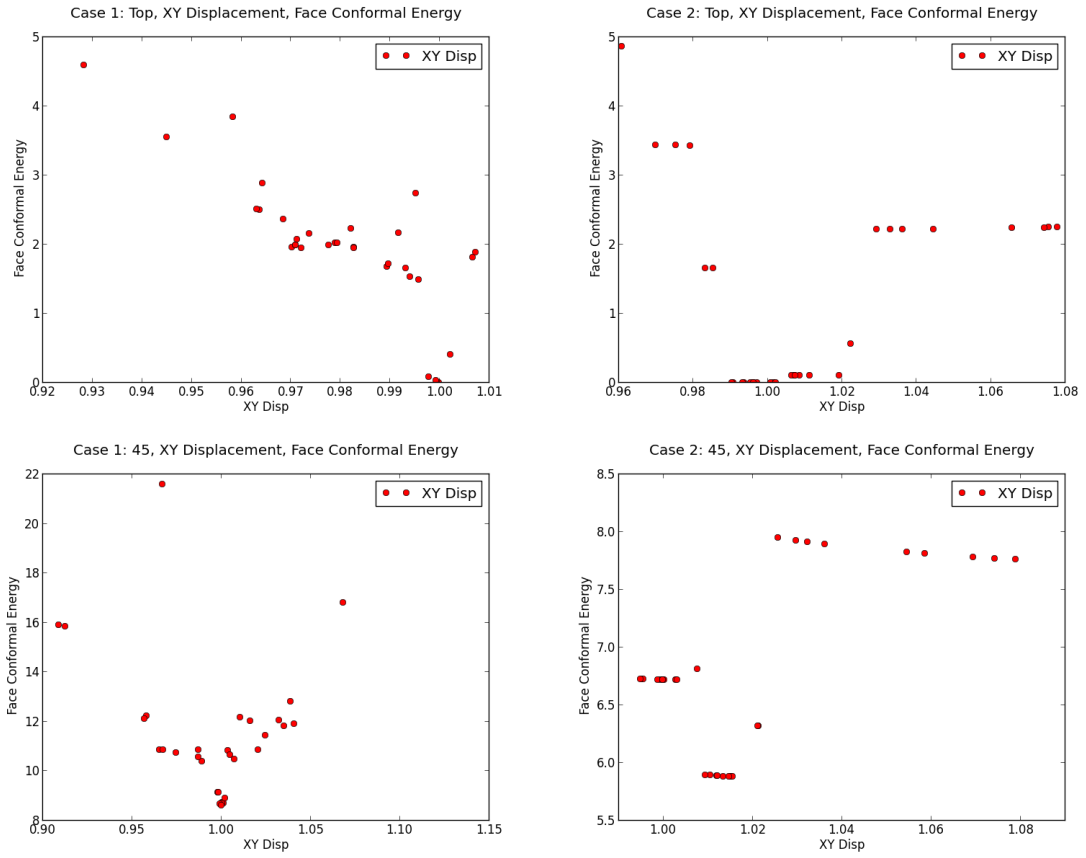 Case 1: Top, XY Displacement, Face Conformal Energy
XY Disp
Face Conformal Energy
5
4
3
2
1
0
0.92 0.93 0.94 0.95 0.96 0.97 0.98 0.99 1.00 1.01
XY Disp
Case 2: Top, XY Displacement, Face Conformal Energy
XY Disp
Face Conformal Energy
5
4
3
2
1
0
0.96 0.98 1.00 1.02 1.04 1.06 1.08
XY Disp
Case 1: 45, XY Displacement, Face Conformal Energy
XY Disp
Face Conformal Energy
22
20
18
16
14
12
10
8
0.90 0.95 1.00 1.05 1.10 1.15
XY Disp
Case 2: 45, XY Displacement, Face Conformal Energy
XY Disp
Face Conformal Energy
8.5
8.0
7.5
7.0
6.5
6.0
5.5
1.00 1.02 1.04 1.06 1.08
XY Disp